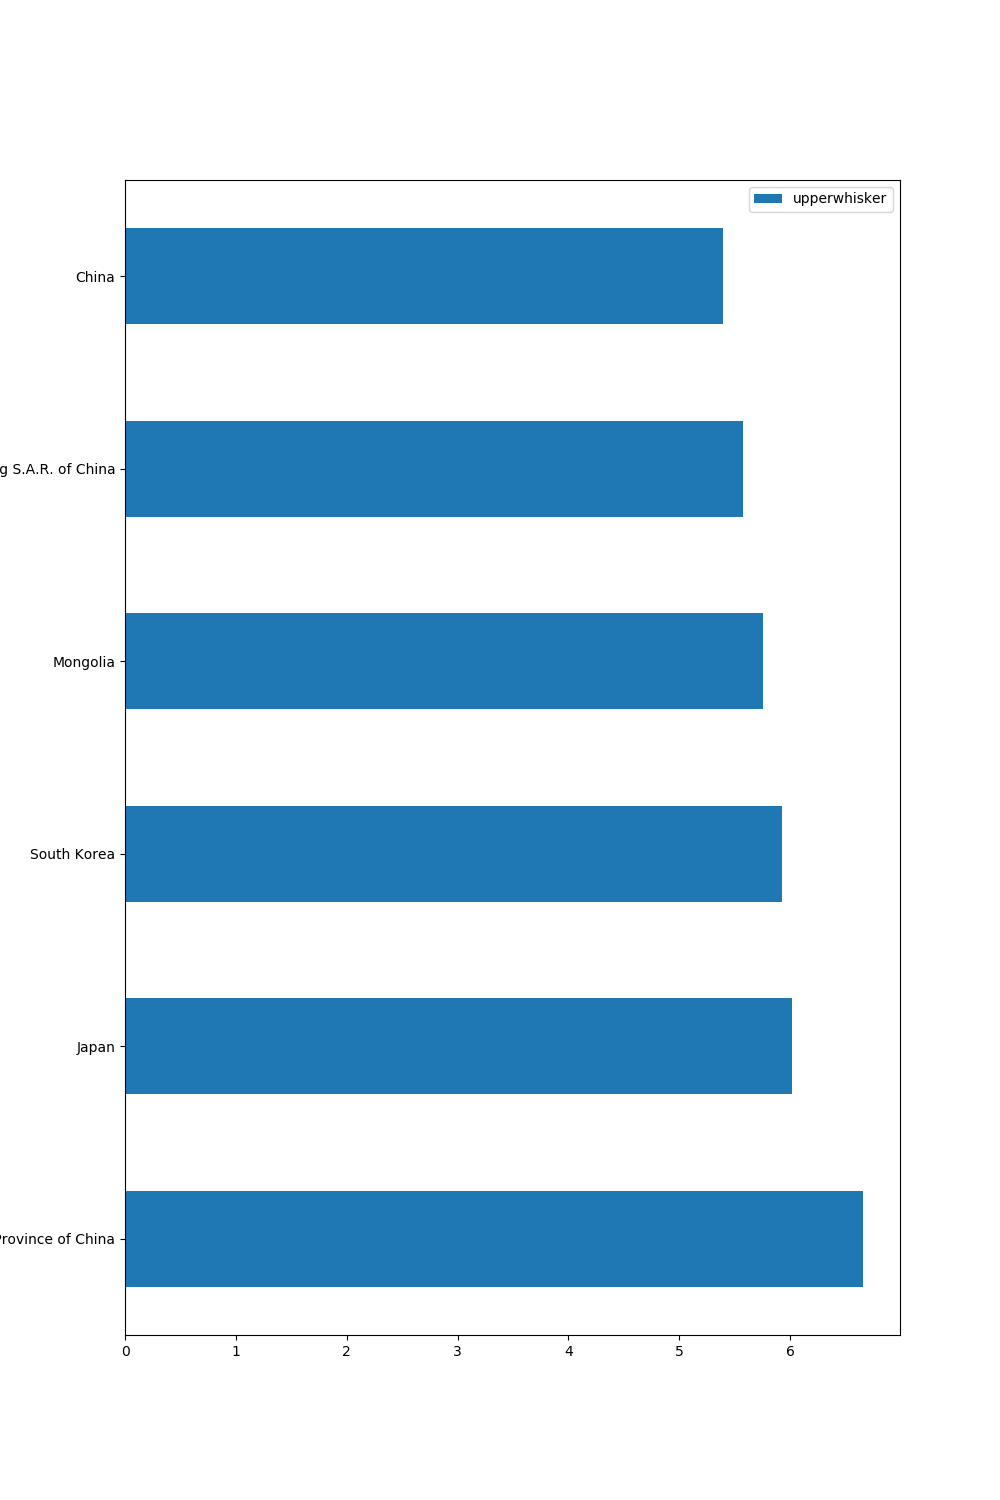 upperwhisker
China
g S.A.R. of China
Mongolia
South Korea
Japan
Province of China
0 1 2 3 4 5 6